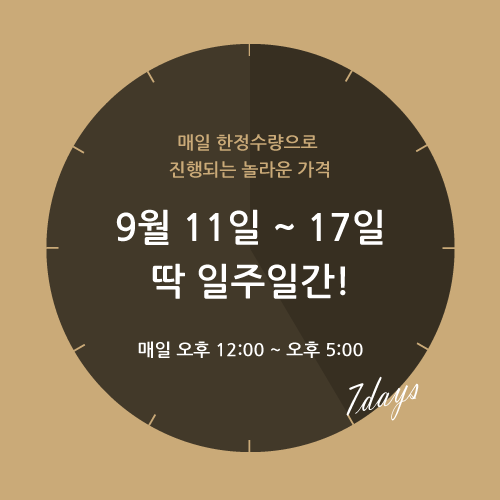 매일 한정수량으로
진행되는 놀라운 가격
9월 11일 ~ 17일
딱 일주일간!
매일 오후 12:00 ~ 오후 5:00
7days